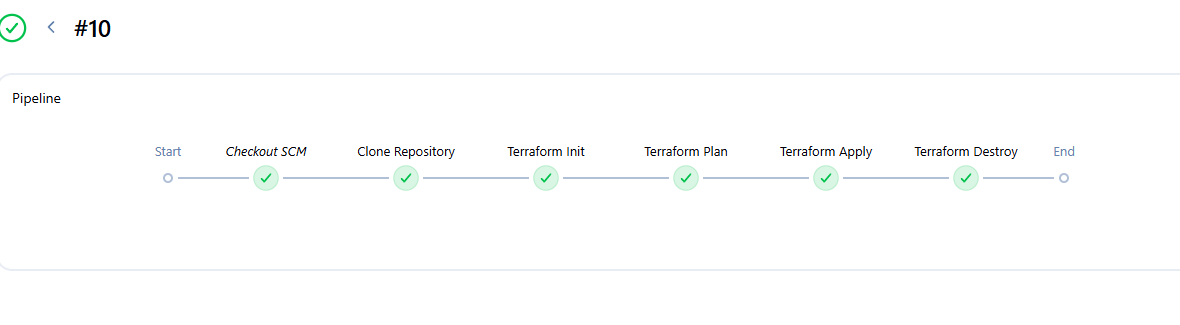 #10
Pipeline
Start Checkout SCM Clone Repository Terraform Init Terraform Plan Terraform Apply Terraform Destroy End